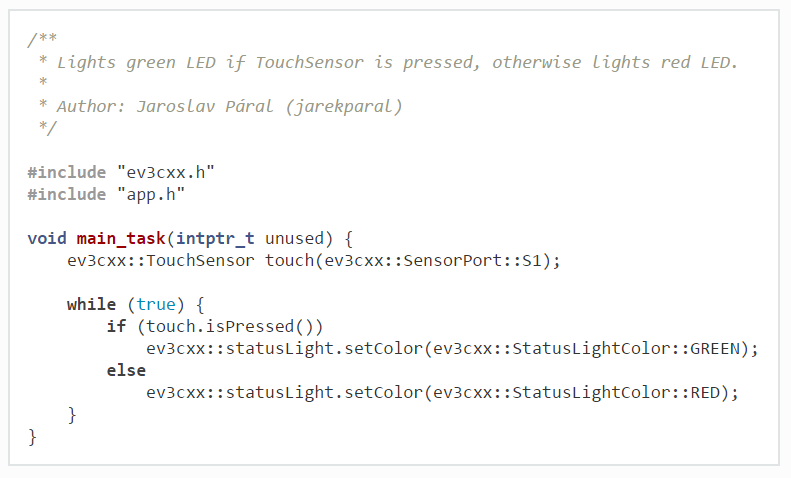 /**
 * Lights green LED if TouchSensor is pressed, otherwise lights red LED.
 *
 * Author: Jaroslav Páral (jarekparal)
 */

#include "ev3cxx.h"
#include "app.h"

void main_task(intptr_t unused) {
    ev3cxx::TouchSensor touch(ev3cxx::SensorPort::S1);

    while (true) {
        if (touch.isPressed())
            ev3cxx::statusLight.setColor(ev3cxx::StatusLightColor::GREEN);
        else
            ev3cxx::statusLight.setColor(ev3cxx::StatusLightColor::RED);
    }
}